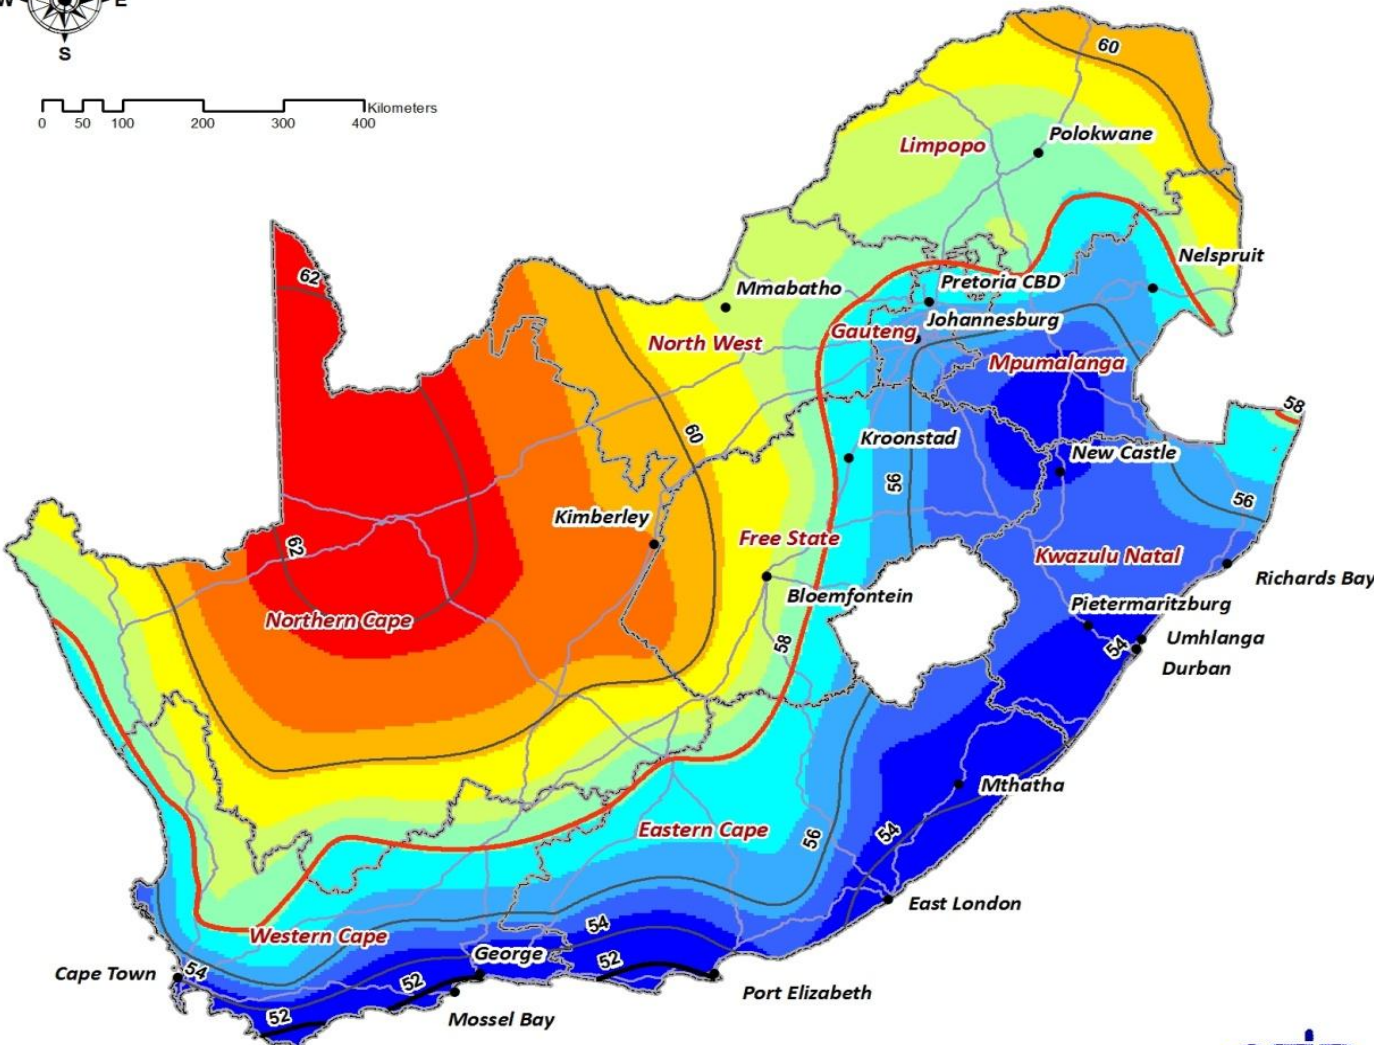 W E
S
Kilometers
0 50 100 200 300 400
60
Polokwane
Limpopo
62
Nelspruit
Mmabatho
Pretoria CBD
Johannesburg
Gauteng
North West
Mpumalanga
58
60
Kroonstad
New Castle
56
56
Kimberley
62
Free State
Kwazulu Natal
Richards Bay
Bloemfontein
Pietermaritzburg
Northern Cape
58
54
Umhlanga
Durban
Mthatha
Eastern Cape
56
54
East London
Western Cape
54
George
52
Cape Town
54
52
Port Elizabeth
52
Mossel Bay